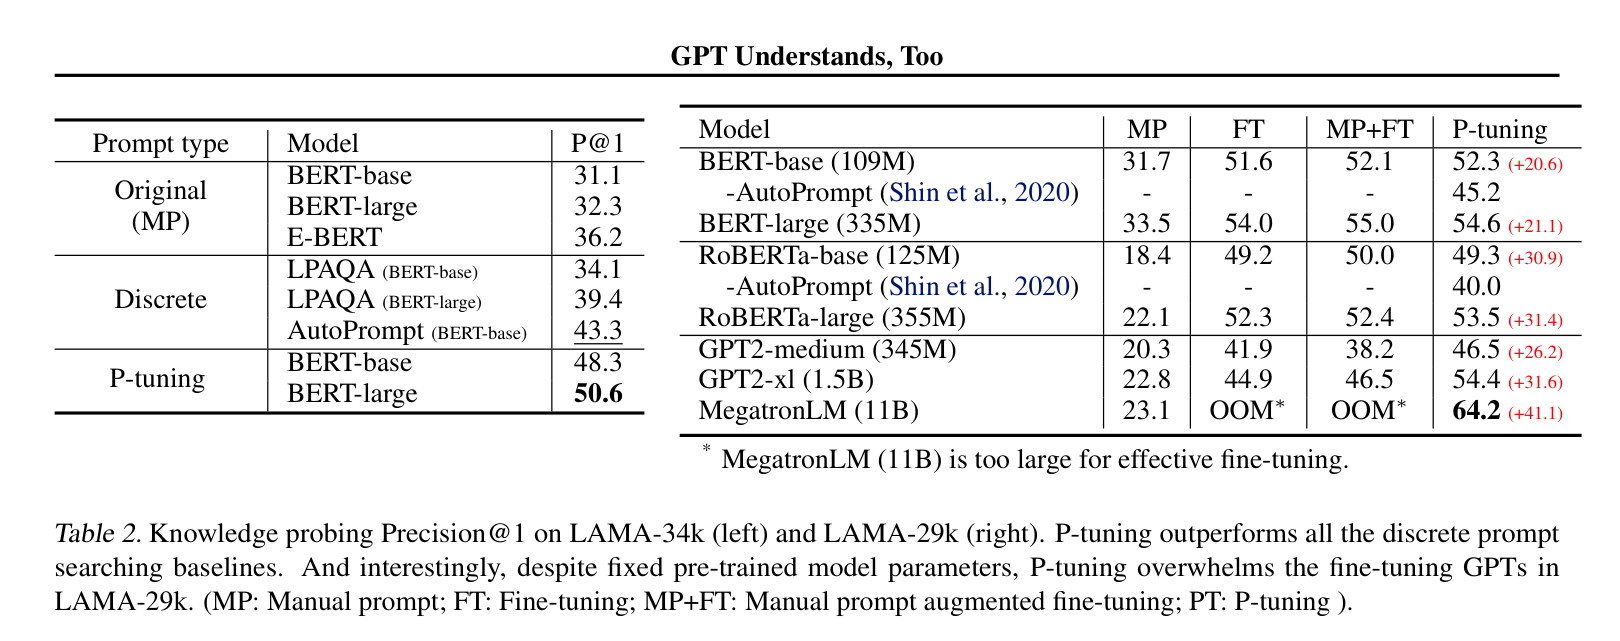 GPT Understands, Too
Prompt type Model P@1
Original (MP) BERT-base 31.1
BERT-large 32.3
E-BERT 36.2
Discrete LPAQA (BERT-base) 34.1
LPAQA (BERT-large) 39.4
AutoPrompt (BERT-base) 43.3
P-tuning BERT-base 48.3
BERT-large 50.6
Model MP FT MP+FT P-tuning
BERT-base (109M) 31.7 51.6 52.1 52.3 (+20.6)
-AutoPrompt (Shin et al., 2020) - - - 45.2
BERT-large (335M) 33.5 54.0 55.0 54.6 (+21.1)
RoBERTa-base (125M) 18.4 49.2 50.0 49.3 (+30.9)
-AutoPrompt (Shin et al., 2020) - - - 40.0
RoBERTa-large (355M) 22.1 52.3 52.4 53.5 (+31.4)
GPT2-medium (345M) 20.3 41.9 38.2 46.5 (+26.2)
GPT2-xl (1.5B) 22.8 44.9 46.5 54.4 (+31.6)
MegatronLM (11B) 23.1 OOM* OOM* 64.2 (+41.1)
* MegatronLM (11B) is too large for effective fine-tuning.
Table 2. Knowledge probing Precision@1 on LAMA-34k (left) and LAMA-29k (right). P-tuning outperforms all the discrete prompt
searching baselines. And interestingly, despite fixed pre-trained model parameters, P-tuning overwhelms the fine-tuning GPTs in
LAMA-29k. (MP: Manual prompt; FT: Fine-tuning; MP+FT: Manual prompt augmented fine-tuning; PT: P-tuning ).